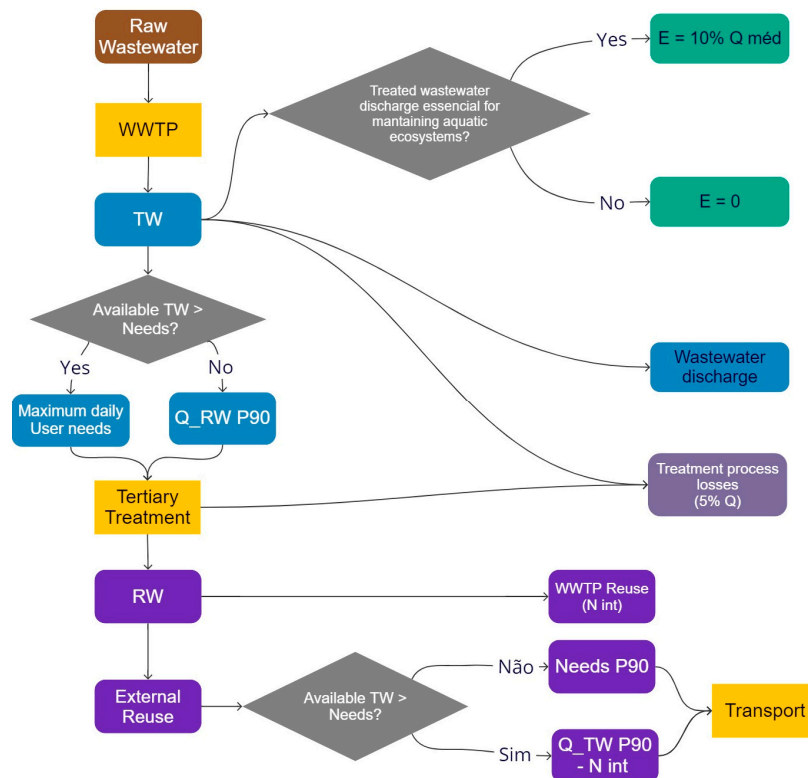 Raw
Wastewater
WWTP
TW
Treated wastewater
discharge essencial for
mantaining aquatic
ecosystems?
Yes
E = 10% Q méd
No
E = 0
Available TW >
Needs?
Yes
No
Maximum daily
User needs
Q_RW P90
Wastewater
discharge
Treatment process
losses
(5% Q)
Tertiary
Treatment
RW
WWTP Reuse
(N int)
External
Reuse
Available TW >
Needs?
Não
Needs P90
Sim
Q_TW P90
- N int
Transport